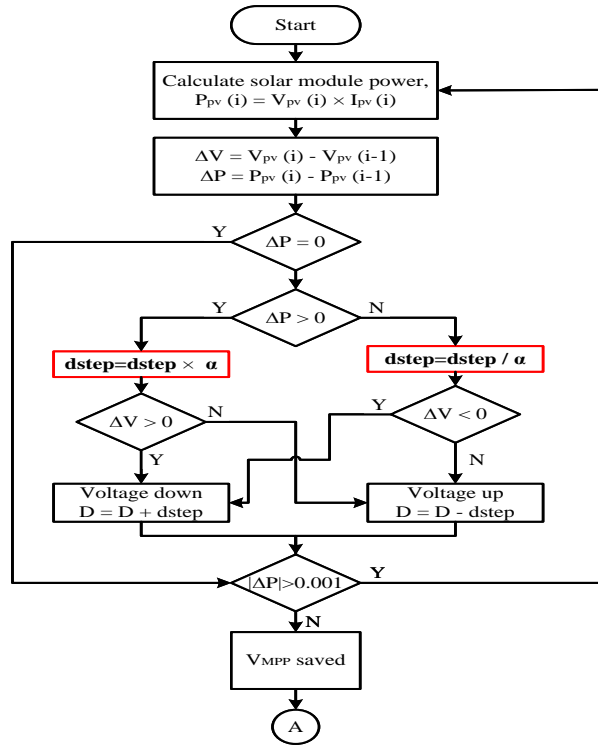 Start
Calculate solar module power,
Ppv (i) = Vpv (i) × Ipv (i)
ΔV = Vpv (i) - Vpv (i-1)
ΔP = Ppv (i) - Ppv (i-1)
Y
ΔP = 0
Y
ΔP > 0
N
dstep=dstep × α
dstep=dstep / α
ΔV > 0
N
Y
ΔV < 0
Y
N
Voltage down
D = D + dstep
Voltage up
D = D - dstep
|ΔP|>0.001
Y
N
VMPP saved
A